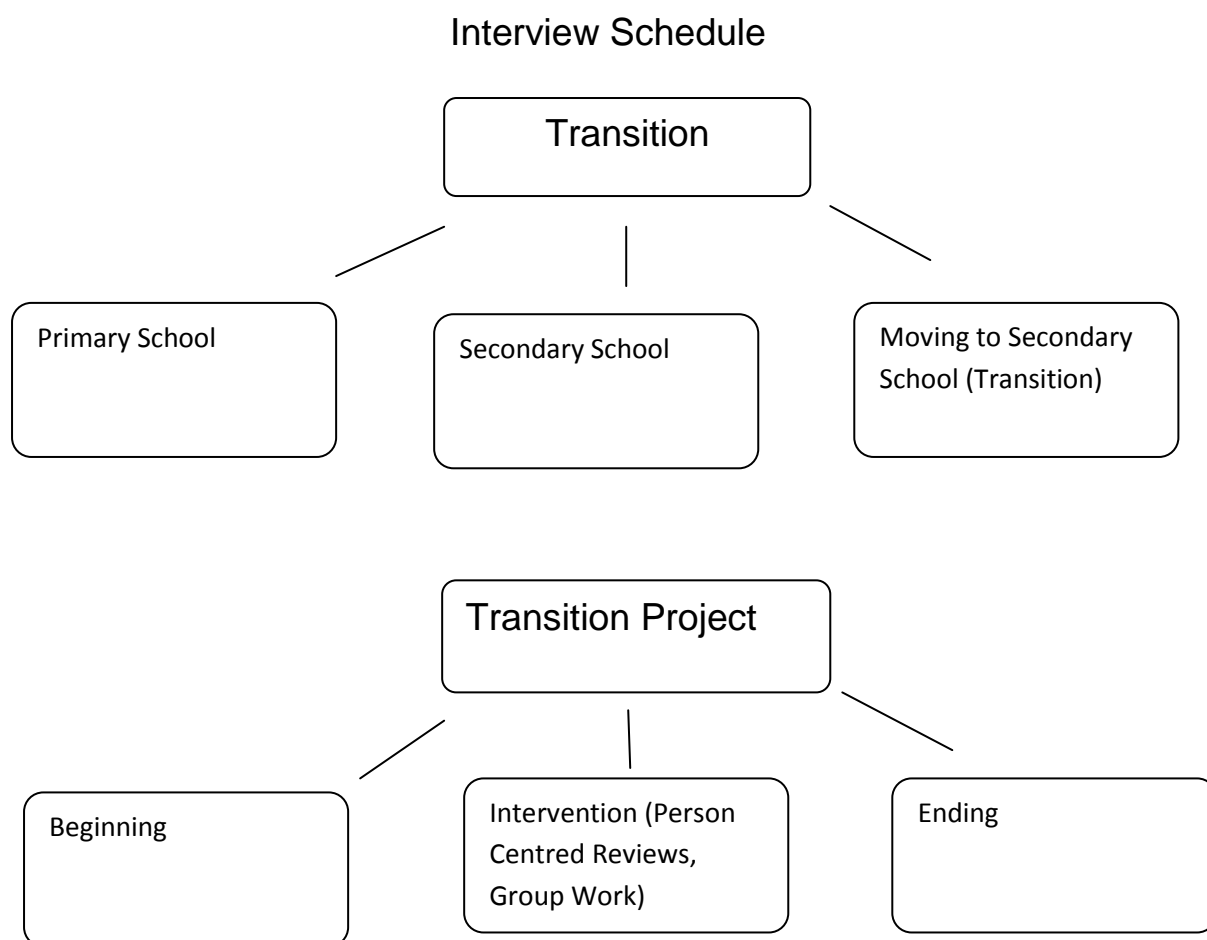 Interview Schedule
Transition
Primary School
Secondary School
Moving to Secondary
School (Transition)
Transition Project
Beginning
Intervention (Person
Centred Reviews,
Group Work)
Ending